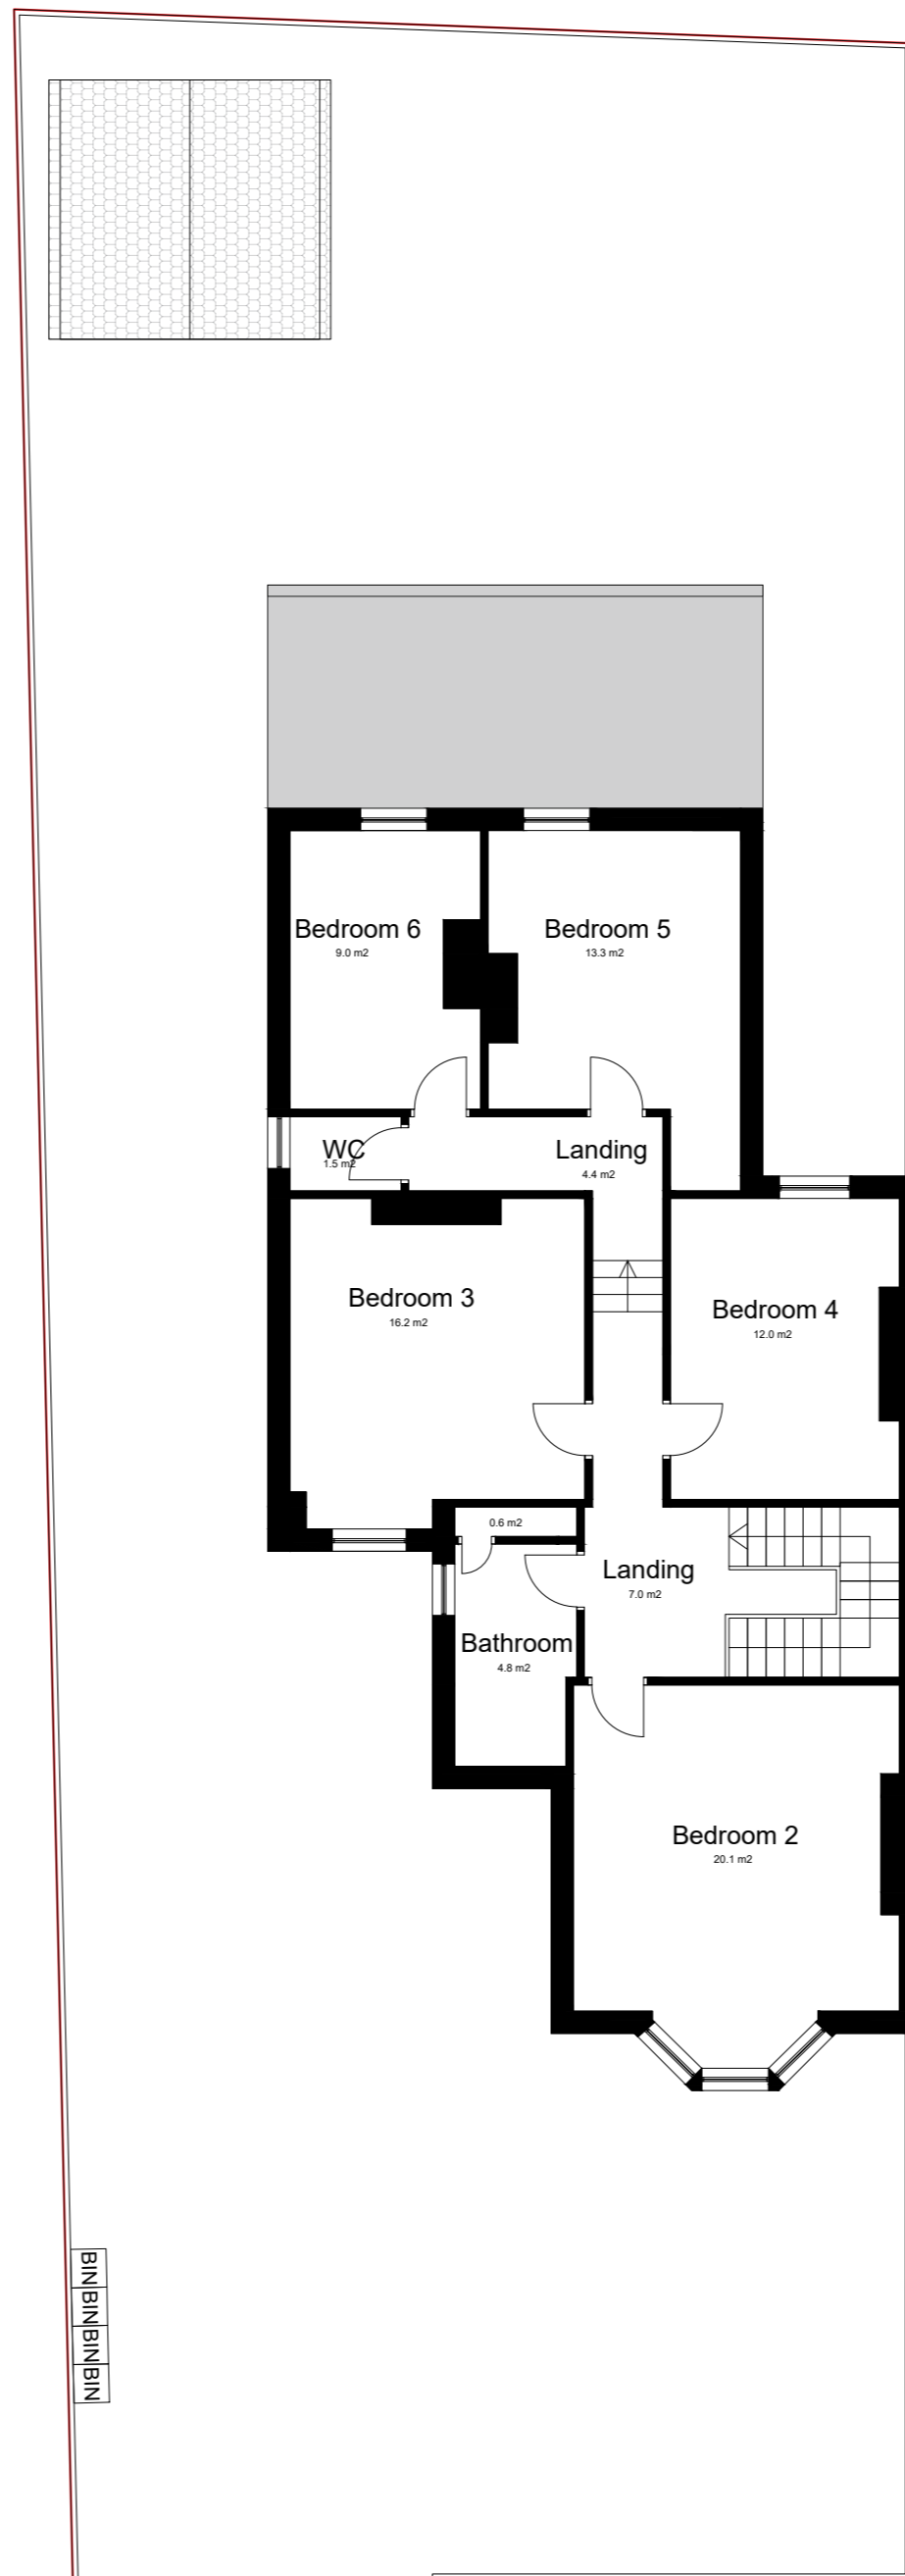 Bedroom 6
9.0 m2
Bedroom 5
13.3 m2
WC
1.5 m2
Landing
4.4 m2
Bedroom 3
16.2 m2
Bedroom 4
12.0 m2
0.6 m2
Landing
7.0 m2
Bathroom
4.8 m2
Bedroom 2
20.1 m2
BIN
BIN
BIN
BIN